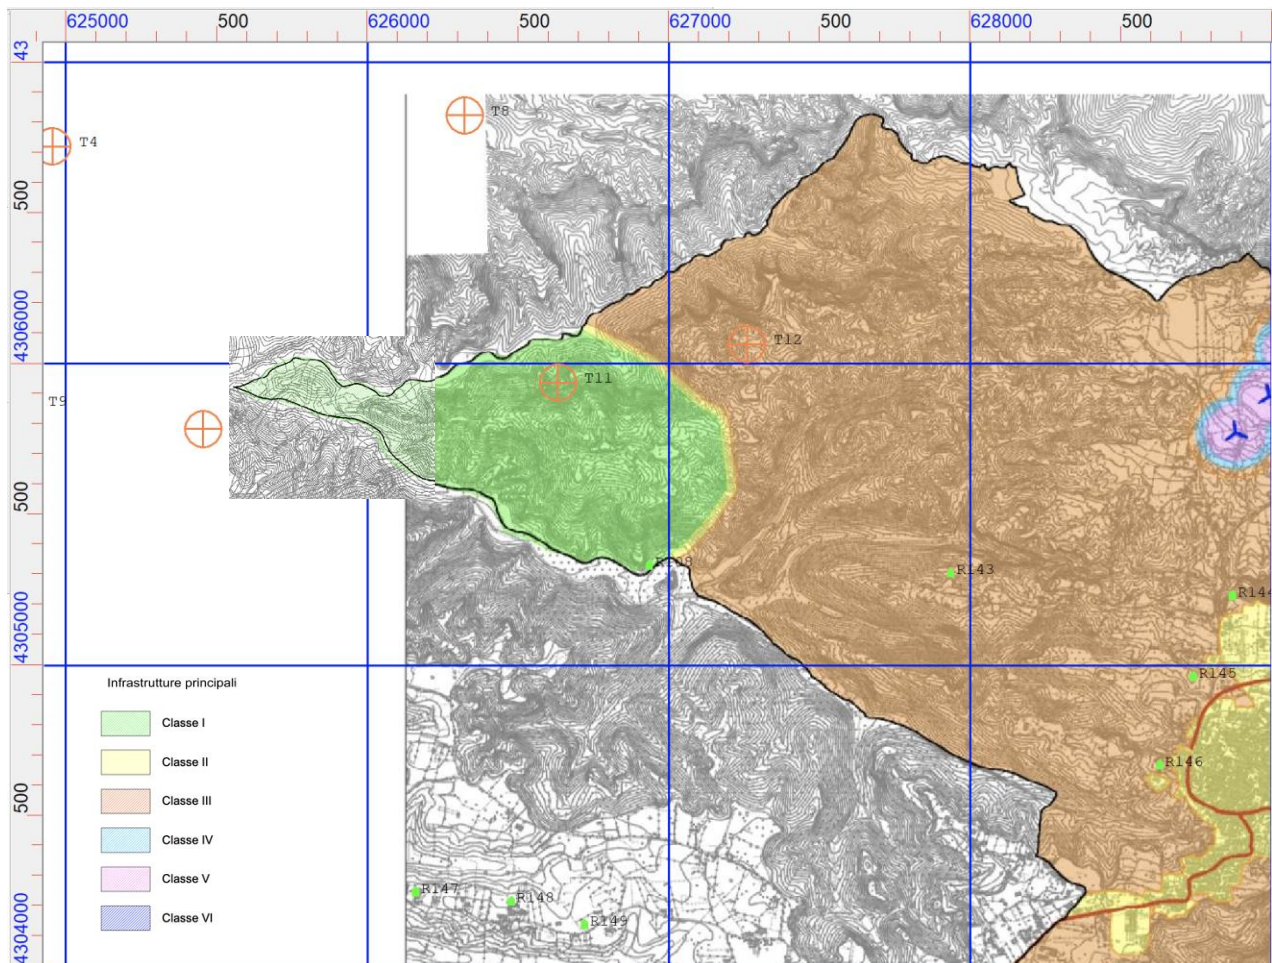 625000 500 626000 500 627000 500 628000 500
43
T8
T4
500
4306000
T12
T11
T9
500
R143
R144
4305000
R145
Infrastrutture principali
Classe I
Classe II
R146
Classe III
500
Classe IV
Classe V
R147
R148
Classe VI
R149
4304000